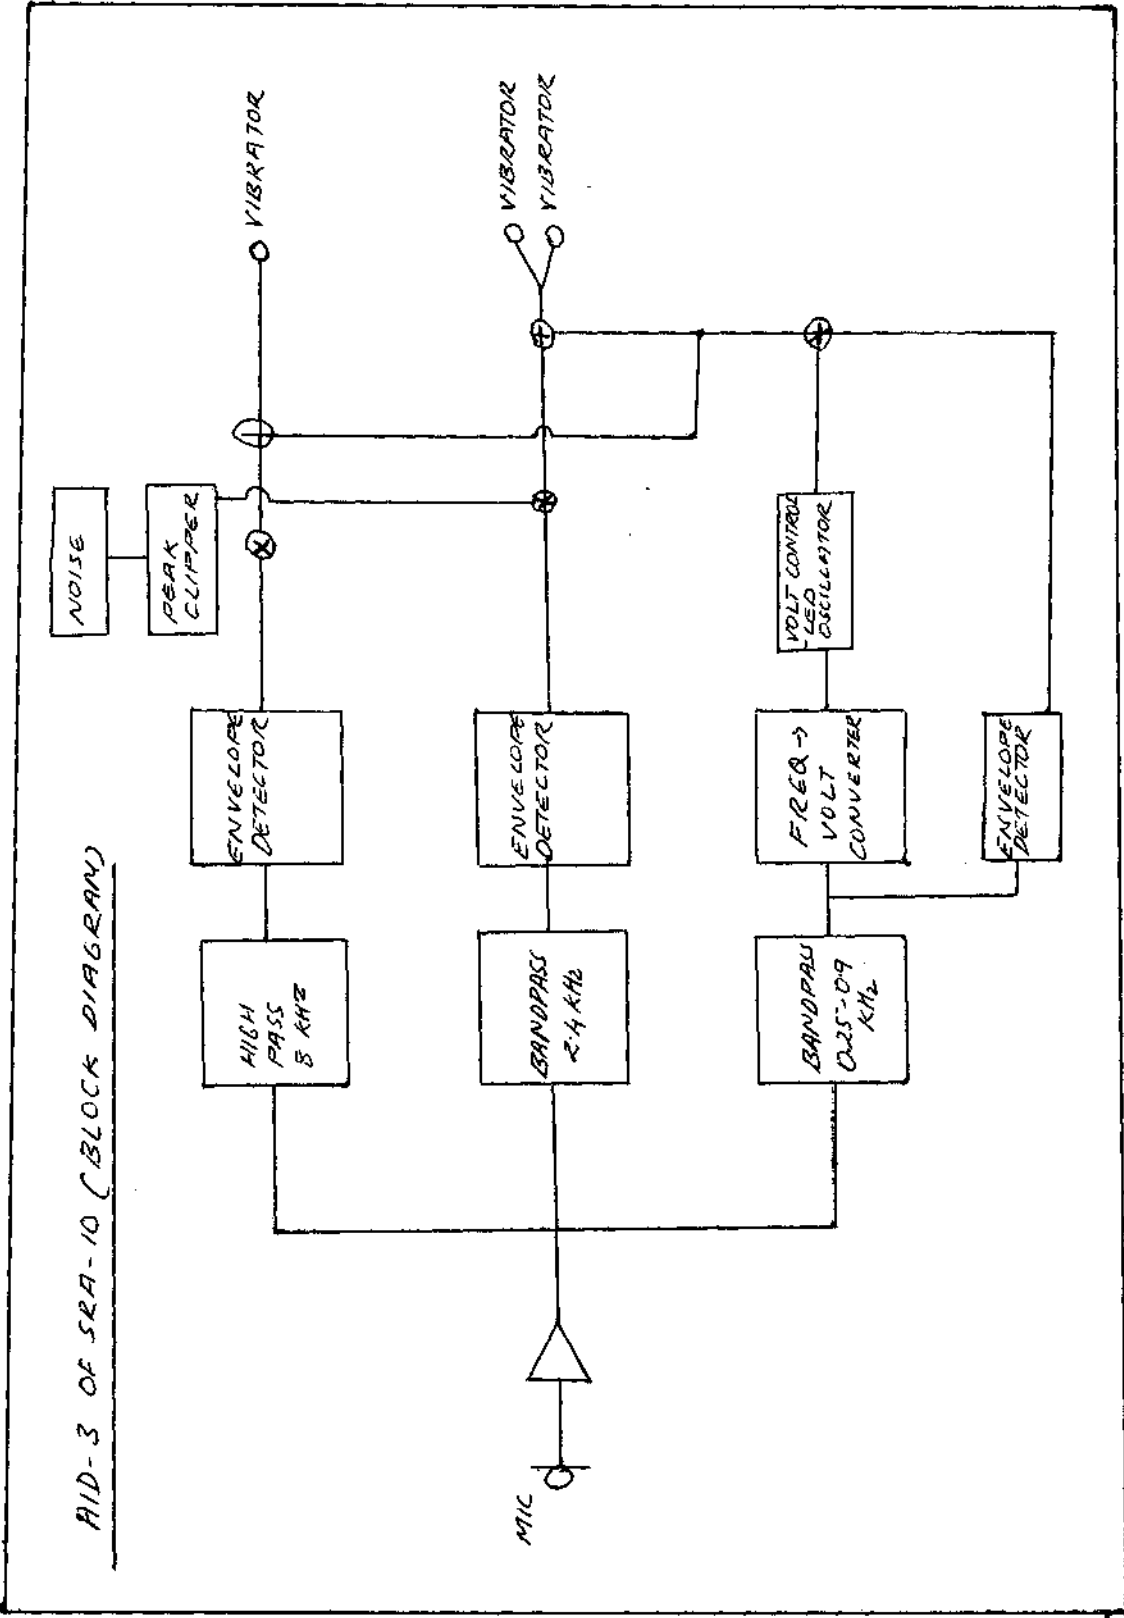 AID-3 OF SRA-10 (BLOCK DIAGRAM)
MIC
HIGH
PASS
8 KHZ
ENVELOPE
DETECTOR
NOISE
PEAK
CLIPPER
VIBRATOR
BANDPASS
2.4 KHz
ENVELOPE
DETECTOR
VIBRATOR
VIBRATOR
BANDPASS
0.25-0.9
KHz
FREQ →
VOLT
CONVERTER
VOLT CONTROL
-LED
OSCILLATOR
ENVELOPE
DETECTOR